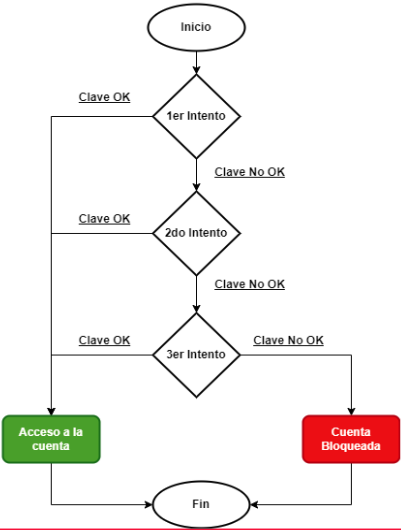 Inicio
Clave OK
1er Intento
Clave No OK
Clave OK
2do Intento
Clave No OK
Clave OK
3er Intento
Clave No OK
Acceso a la
cuenta
Cuenta
Bloqueada
Fin